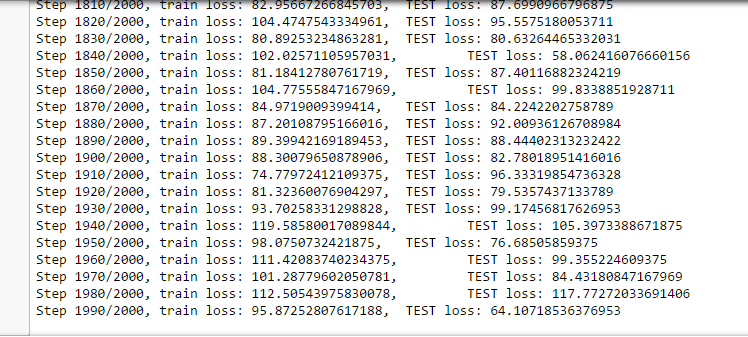 Step 1810/2000, train loss: 82.95667266845703, TEST loss: 87.6990966796875
Step 1820/2000, train loss: 104.4747543334961, TEST loss: 95.5575180053711
Step 1830/2000, train loss: 80.89253234863281, TEST loss: 80.63264465332031
Step 1840/2000, train loss: 102.02571105957031, TEST loss: 58.062416076660156
Step 1850/2000, train loss: 81.18412780761719, TEST loss: 87.40116882324219
Step 1860/2000, train loss: 104.77555847167969, TEST loss: 99.8338851928711
Step 1870/2000, train loss: 84.9719009399414, TEST loss: 84.2242202758789
Step 1880/2000, train loss: 87.20108795166016, TEST loss: 92.00936126708984
Step 1890/2000, train loss: 89.39942169189453, TEST loss: 88.44402313232422
Step 1900/2000, train loss: 88.30079650878906, TEST loss: 82.78018951416016
Step 1910/2000, train loss: 74.77972412109375, TEST loss: 96.33319854736328
Step 1920/2000, train loss: 81.32360076904297, TEST loss: 79.5357437133789
Step 1930/2000, train loss: 93.70258331298828, TEST loss: 99.17456817626953
Step 1940/2000, train loss: 119.58580017089844, TEST loss: 105.3973388671875
Step 1950/2000, train loss: 98.0750732421875, TEST loss: 76.68505859375
Step 1960/2000, train loss: 111.42083740234375, TEST loss: 99.355224609375
Step 1970/2000, train loss: 101.28779602050781, TEST loss: 84.43180847167969
Step 1980/2000, train loss: 112.50543975830078, TEST loss: 117.77272033691406
Step 1990/2000, train loss: 95.87252807617188, TEST loss: 64.10718536376953